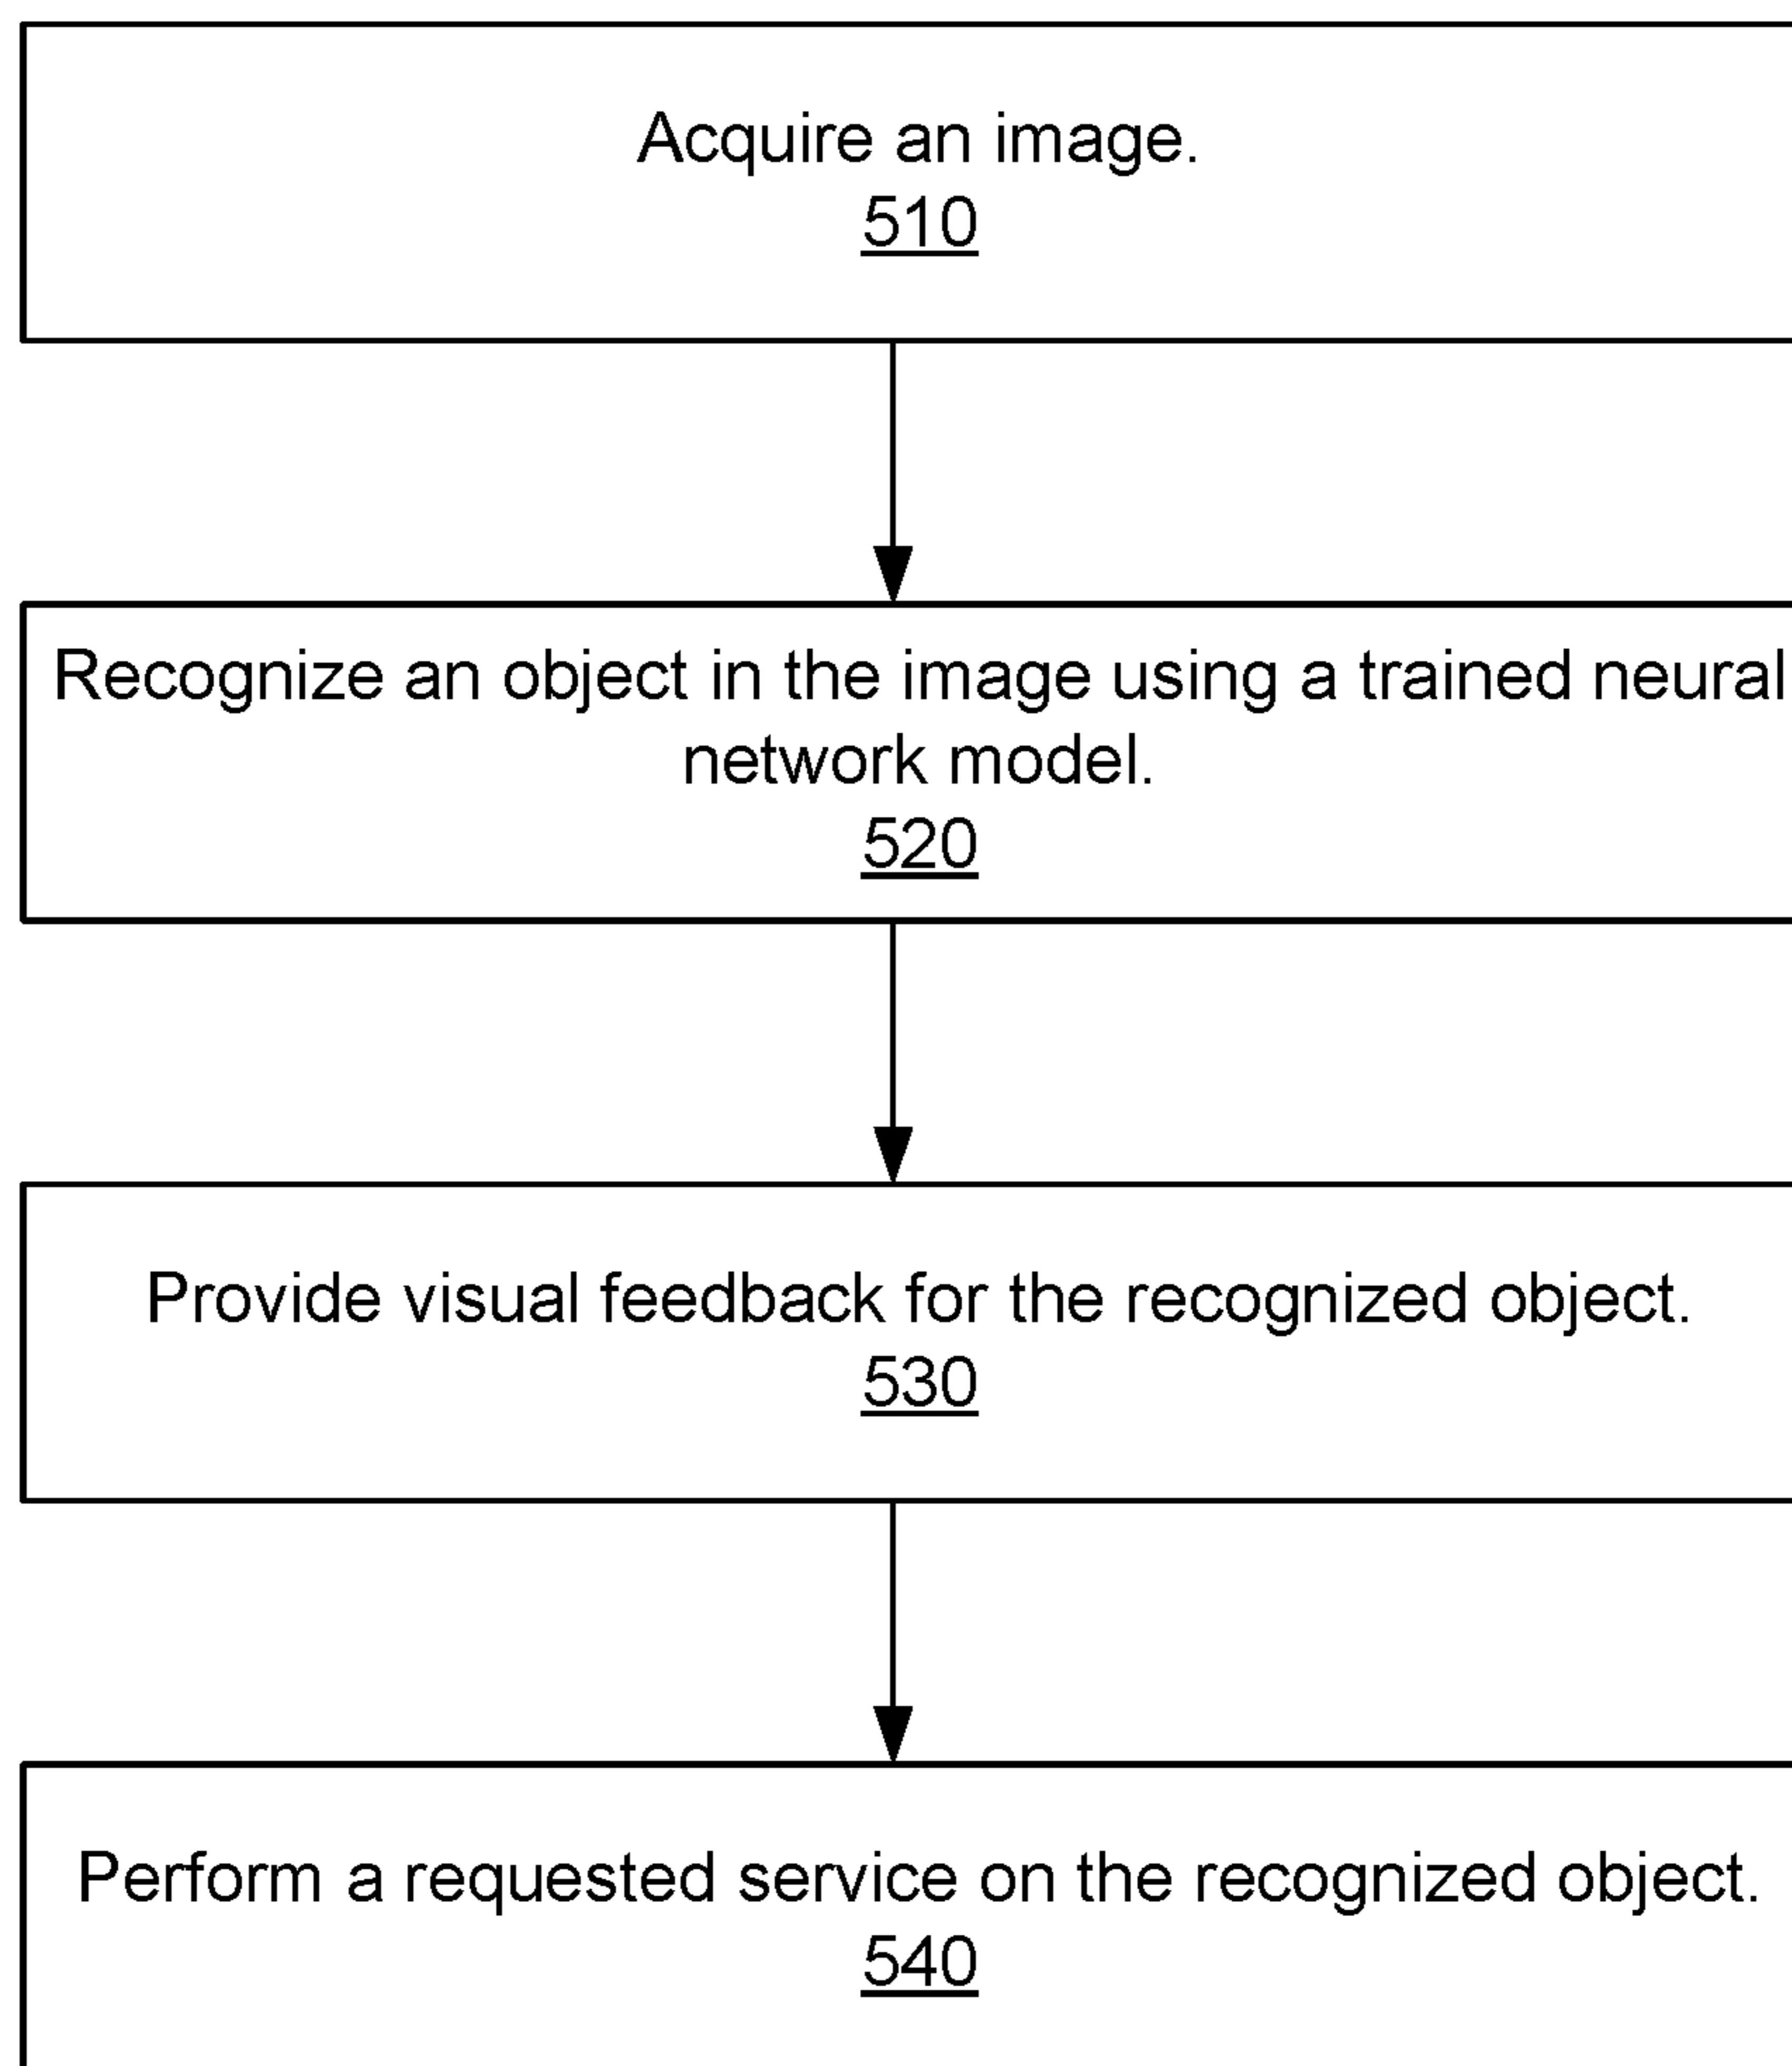 Acquire an image.
510
Recognize an object in the image using a trained neural
network model.
520
Provide visual feedback for the recognized object.
530
Perform a requested service on the recognized object.
540